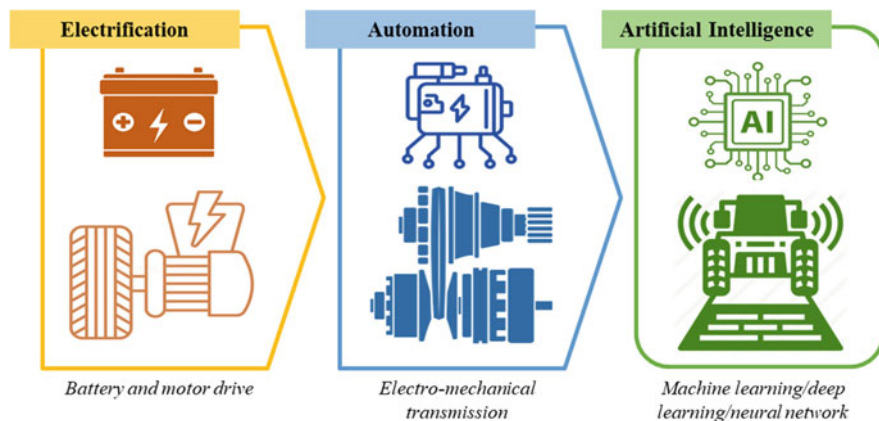 Electrification
Automation
Artificial Intelligence
AI
Battery and motor drive
Electro-mechanical
transmission
Machine learning/deep
learning/neural network